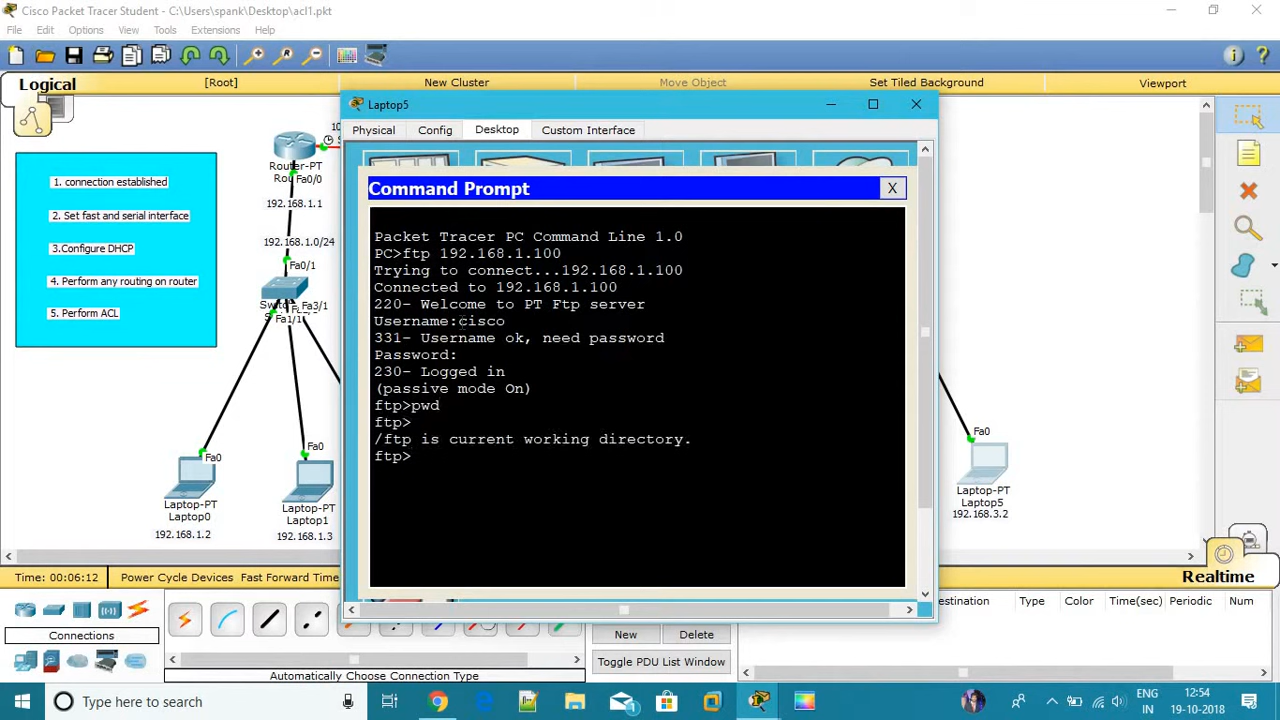 Cisco Packet Tracer Student - C:\Users\spank\Desktop\acl1.pkt
File Edit Options View Tools Extensions Help
Logical [Root] New Cluster Move Object Set Tiled Background Viewport
1. connection established
2. Set fast and serial interface
3.Configure DHCP
4. Perform any routing on router
5. Perform ACL
10
Router-PT
Fa0/0
192.168.1.1
192.168.1.0/24
Fa0/1
Fa3/1
Fa1/1
Fa0
Laptop-PT
Laptop0
192.168.1.2
Fa0
Laptop-PT
Laptop1
192.168.1.3
Laptop5
Physical Config Desktop Custom Interface
Command Prompt X
Packet Tracer PC Command Line 1.0
PC>ftp 192.168.1.100
Trying to connect...192.168.1.100
Connected to 192.168.1.100
220- Welcome to PT Ftp server
Username:cisco
331- Username ok, need password
Password:
230- Logged in
(passive mode On)
ftp>pwd
ftp>
/ftp is current working directory.
ftp>
Fa0
Laptop-PT
Laptop5
192.168.3.2
Time: 00:06:12 Power Cycle Devices Fast Forward Time
Realtime
Connections
Automatically Choose Connection Type
New Delete
Toggle PDU List Window
estination Type Color Time(sec) Periodic Num
Type here to search
ENG
IN
12:54
19-10-2018